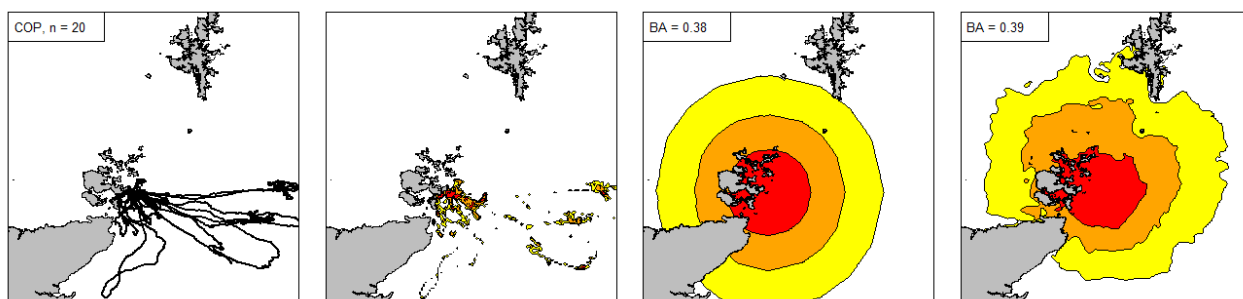 COP, n = 20
BA = 0.38
BA = 0.39